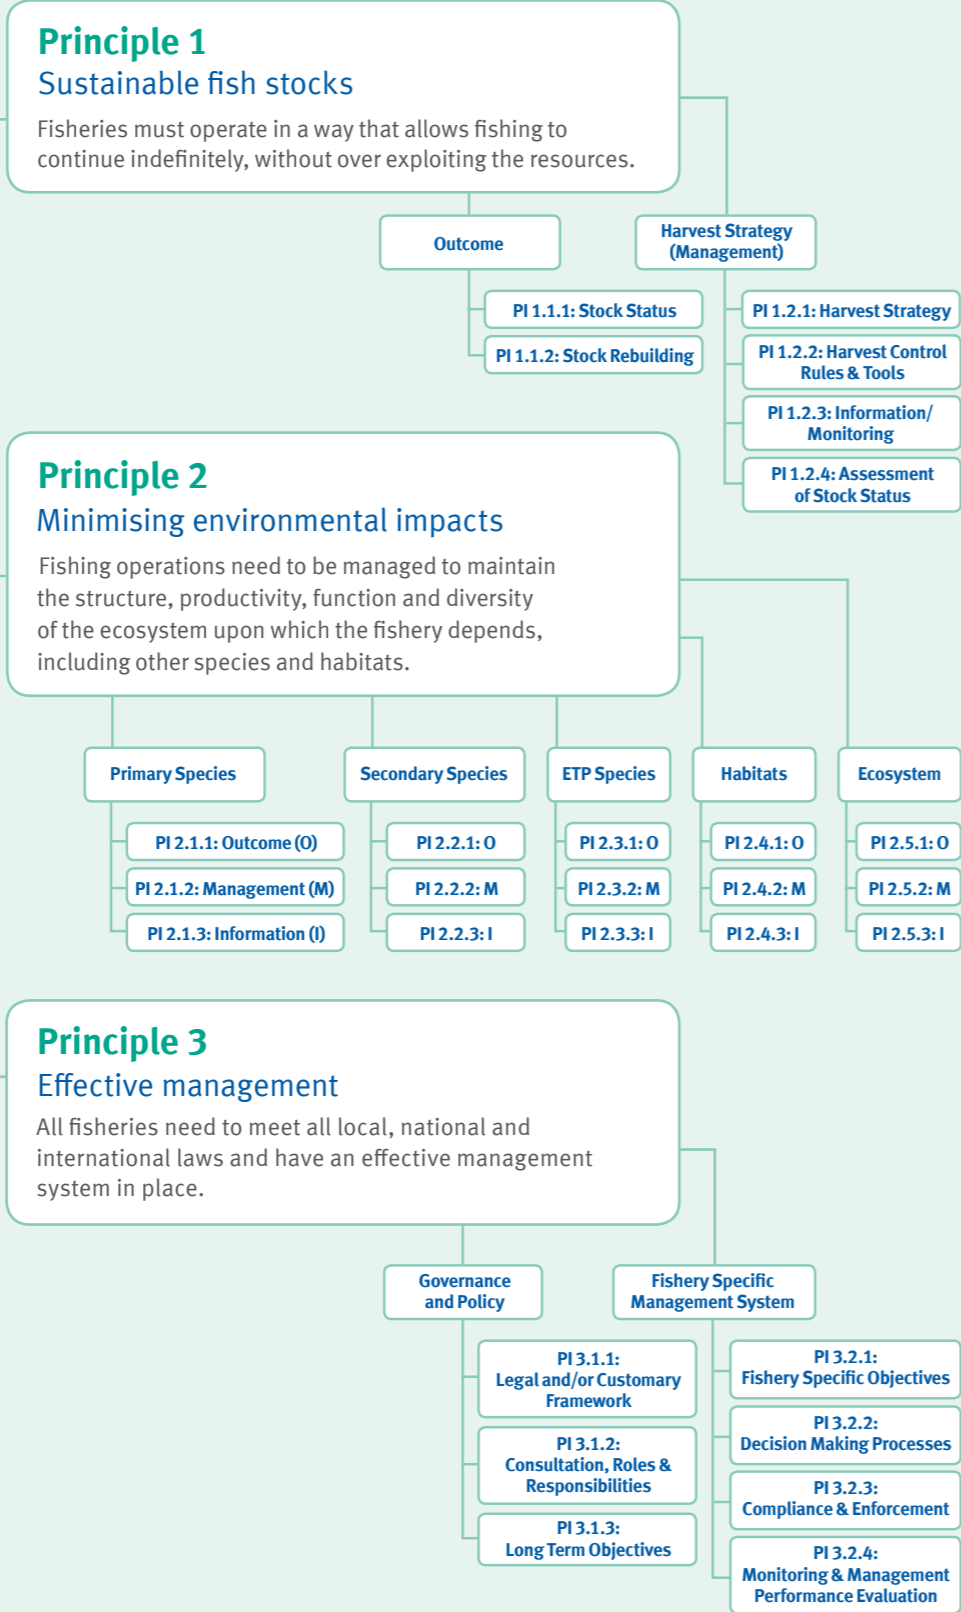 Principle 1
Sustainable fish stocks
Fisheries must operate in a way that allows fishing to
continue indefinitely, without over exploiting the resources.
Outcome
PI 1.1.1: Stock Status
PI 1.1.2: Stock Rebuilding
Harvest Strategy
(Management)
PI 1.2.1: Harvest Strategy
PI 1.2.2: Harvest Control
Rules & Tools
PI 1.2.3: Information/
Monitoring
PI 1.2.4: Assessment
of Stock Status
Principle 2
Minimising environmental impacts
Fishing operations need to be managed to maintain
the structure, productivity, function and diversity
of the ecosystem upon which the fishery depends,
including other species and habitats.
Primary Species
PI 2.1.1: Outcome (O)
PI 2.1.2: Management (M)
PI 2.1.3: Information (I)
Secondary Species
PI 2.2.1: O
PI 2.2.2: M
PI 2.2.3: I
ETP Species
PI 2.3.1: O
PI 2.3.2: M
PI 2.3.3: I
Habitats
PI 2.4.1: O
PI 2.4.2: M
PI 2.4.3: I
Ecosystem
PI 2.5.1: O
PI 2.5.2: M
PI 2.5.3: I
Principle 3
Effective management
All fisheries need to meet all local, national and
international laws and have an effective management
system in place.
Governance
and Policy
PI 3.1.1:
Legal and/or Customary
Framework
PI 3.1.2:
Consultation, Roles &
Responsibilities
PI 3.1.3:
Long Term Objectives
Fishery Specific
Management System
PI 3.2.1:
Fishery Specific Objectives
PI 3.2.2:
Decision Making Processes
PI 3.2.3:
Compliance & Enforcement
PI 3.2.4:
Monitoring & Management
Performance Evaluation